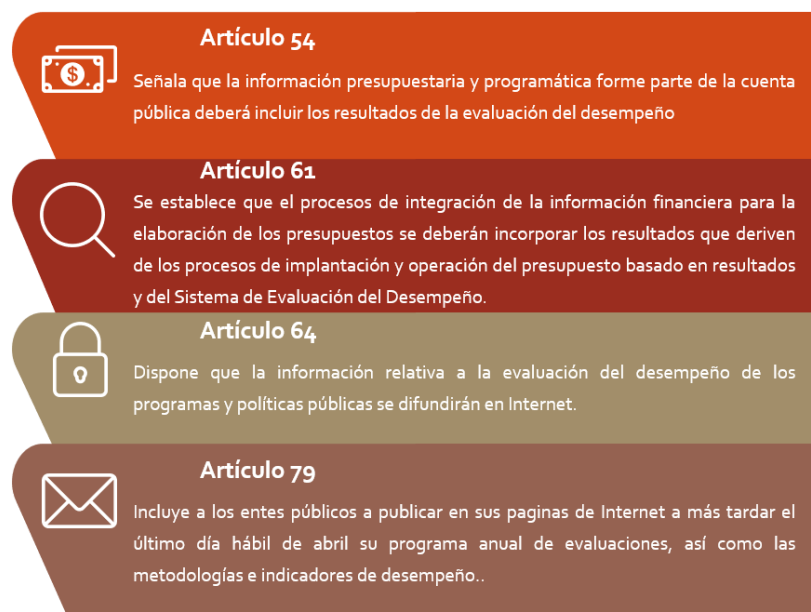 Artículo 54
Señala que la información presupuestaria y programática forme parte de la cuenta
pública deberá incluir los resultados de la evaluación del desempeño
Artículo 61
Se establece que el procesos de integración de la información financiera para la
elaboración de los presupuestos se deberán incorporar los resultados que deriven
de los procesos de implantación y operación del presupuesto basado en resultados
y del Sistema de Evaluación del Desempeño.
Artículo 64
Dispone que la información relativa a la evaluación del desempeño de los
programas y políticas públicas se difundirán en Internet.
Artículo 79
Incluye a los entes públicos a publicar en sus paginas de Internet a más tardar el
último día hábil de abril su programa anual de evaluaciones, así como las
metodologías e indicadores de desempeño..